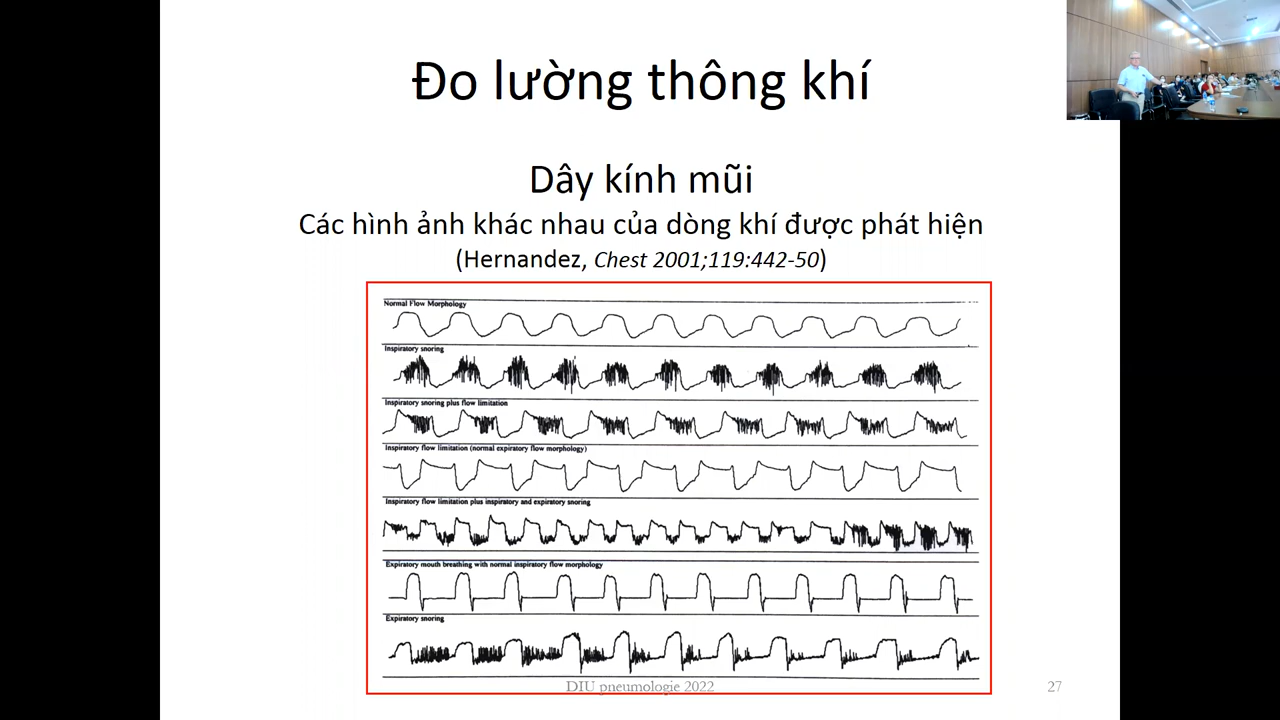 Đo lường thông khí
Dây kính mũi
Các hình ảnh khác nhau của dòng khí được phát hiện
(Hernandez, Chest 2001;119:442-50)
Normal Flow Morphology
Inspiratory snoring
Inspiratory snoring plus flow limitation
Inspiratory flow limitation (normal expiratory flow morphology)
Inspiratory flow limitation plus inspiratory and expiratory snoring
Expiratory mouth breathing with normal inspiratory flow morphology
Expiratory snoring
DIU pneumologie 2022
27